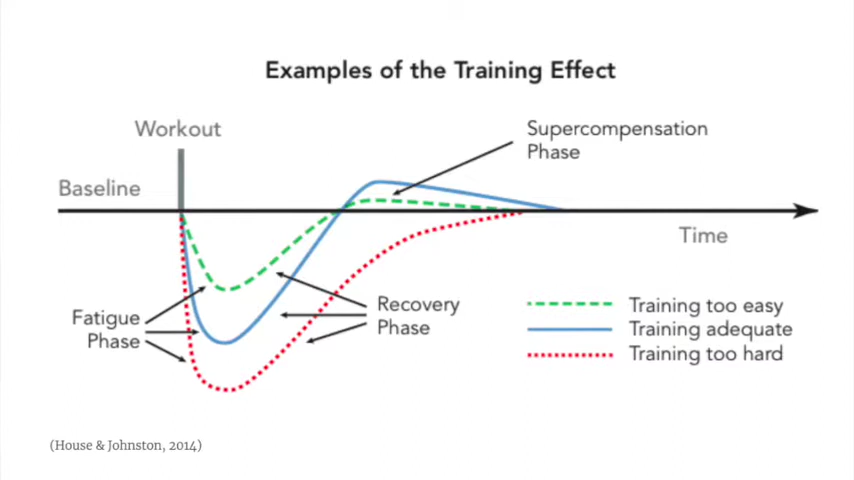 Examples of the Training Effect
Workout
Supercompensation
Phase
Baseline
Time
Fatigue
Phase
Recovery
Phase
Training too easy
Training adequate
Training too hard
(House & Johnston, 2014)